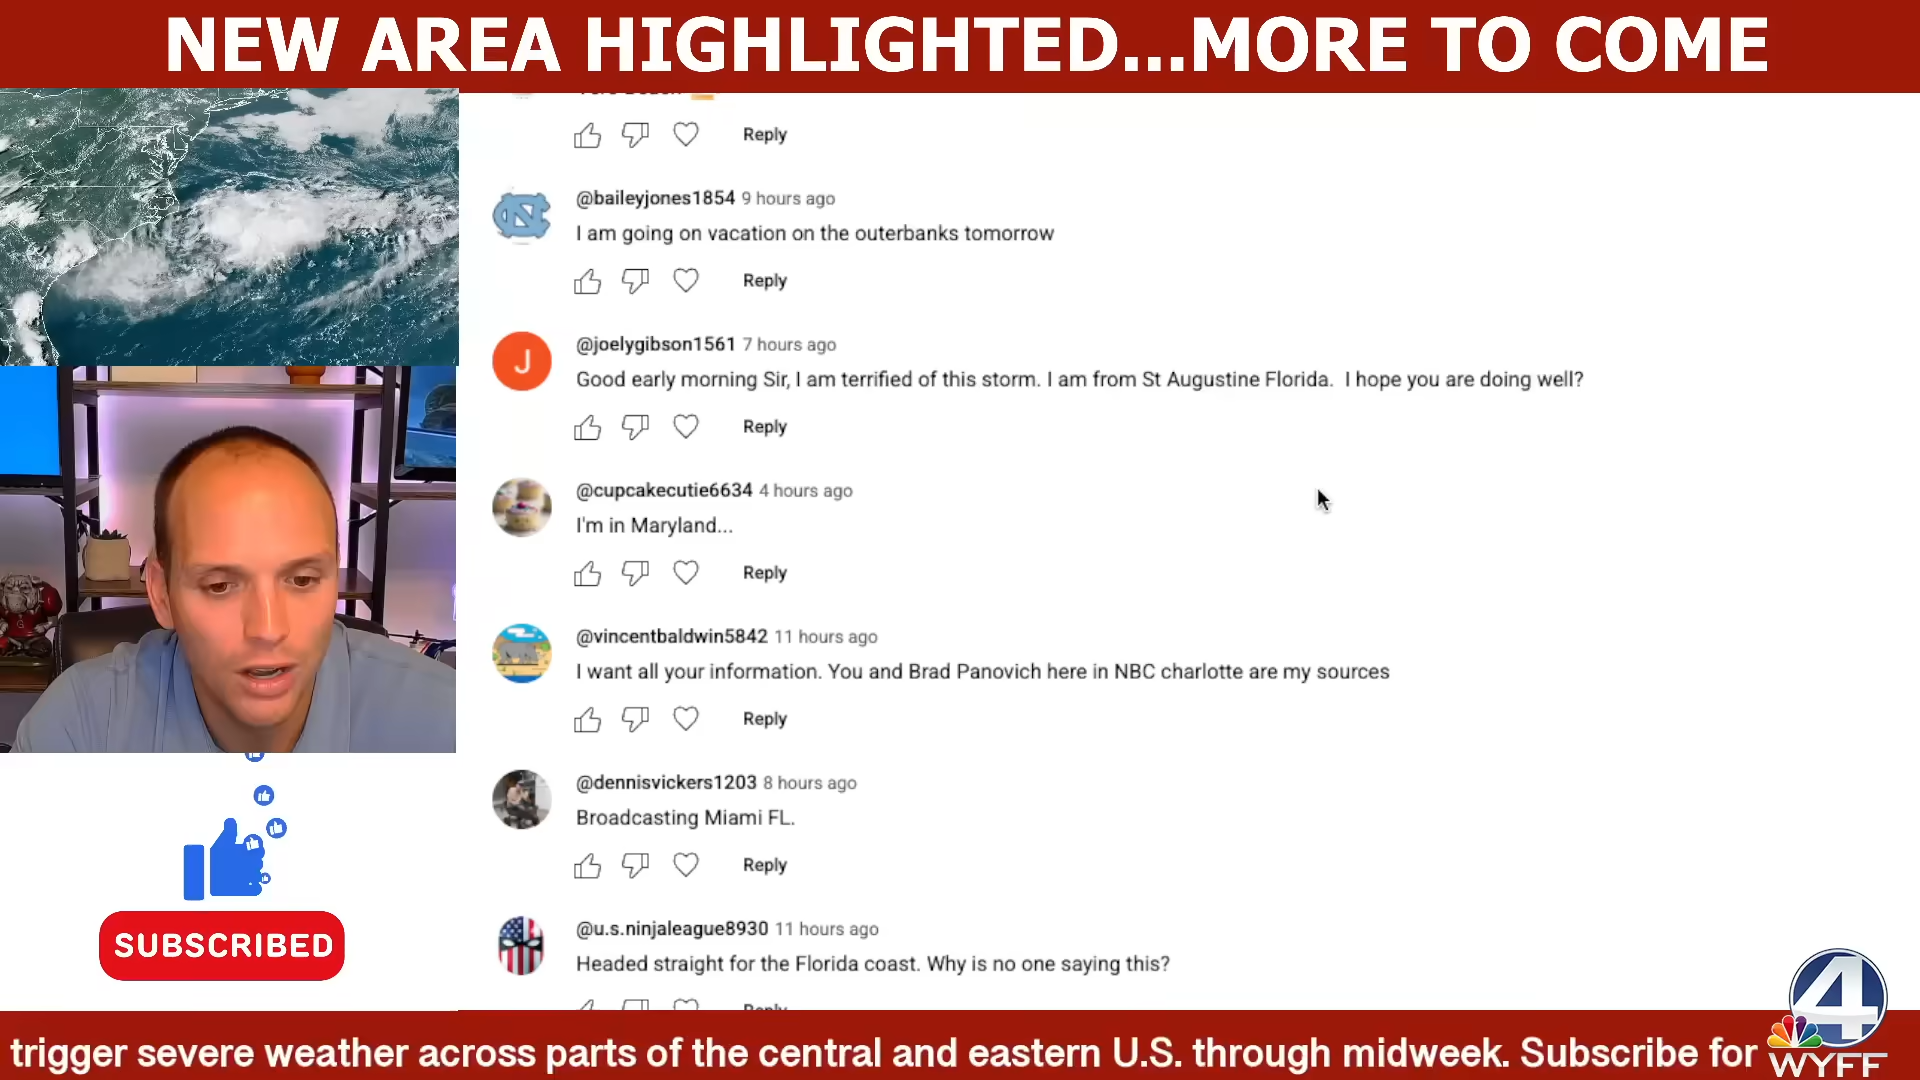 NEW AREA HIGHLIGHTED...MORE TO COME
Reply
@baileyjones1854 9 hours ago
I am going on vacation on the outerbanks tomorrow
Reply
@joelygibson1561 7 hours ago
J
Good early morning Sir, I am terrified of this storm. I am from St Augustine Florida. I hope you are doing well?
Reply
@cupcakecutie6634 4 hours ago
I'm in Maryland...
Reply
@vincentbaldwin5842 11 hours ago
I want all your information. You and Brad Panovich here in NBC charlotte are my sources
Reply
@dennisvickers1203 8 hours ago
Broadcasting Miami FL.
Reply
@u.s.ninjaleague8930 11 hours ago
Headed straight for the Florida coast. Why is no one saying this?
Reply
SUBSCRIBED
trigger severe weather across parts of the central and eastern U.S. through midweek. Subscribe for
4
WYFF